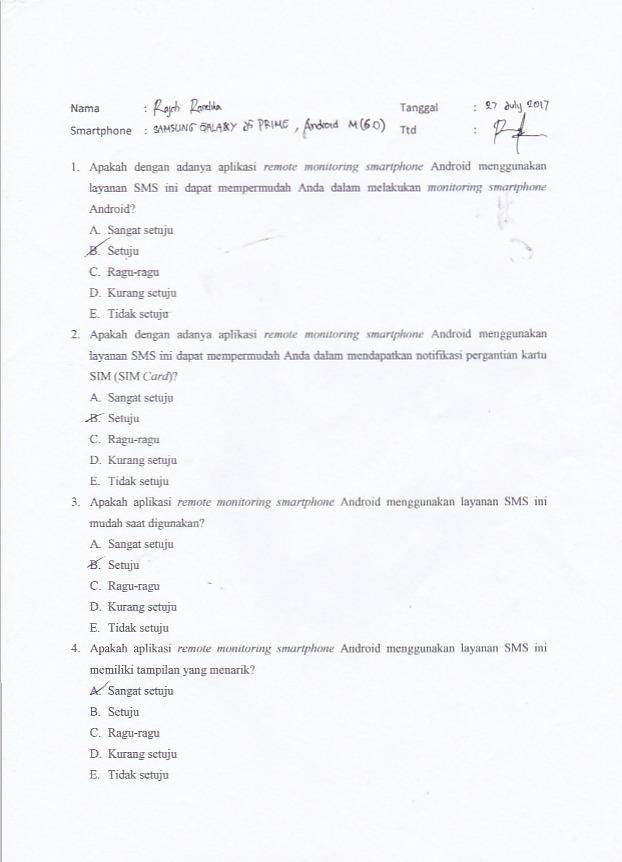 Nama : Rajab Tanggal : 27 July 2017
Smartphone : SAMSUNG GALAXY J5 PRIME, Android M (6.0) Ttd :
1. Apakah dengan adanya aplikasi remote monitoring smartphone Android menggunakan
layanan SMS ini dapat mempermudah Anda dalam melakukan monitoring smartphone
Android?
A. Sangat setuju
B. Setuju
C. Ragu-ragu
D. Kurang setuju
E. Tidak setuju
2. Apakah dengan adanya aplikasi remote monitoring smartphone Android menggunakan
layanan SMS ini dapat mempermudah Anda dalam mendapatkan notifikasi pergantian kartu
SIM (SIM Card)?
A. Sangat setuju
B. Setuju
C. Ragu-ragu
D. Kurang setuju
E. Tidak setuju
3. Apakah aplikasi remote monitoring smartphone Android menggunakan layanan SMS ini
mudah saat digunakan?
A. Sangat setuju
B. Setuju
C. Ragu-ragu
D. Kurang setuju
E. Tidak setuju
4. Apakah aplikasi remote monitoring smartphone Android menggunakan layanan SMS ini
memiliki tampilan yang menarik?
A. Sangat setuju
B. Setuju
C. Ragu-ragu
D. Kurang setuju
E. Tidak setuju